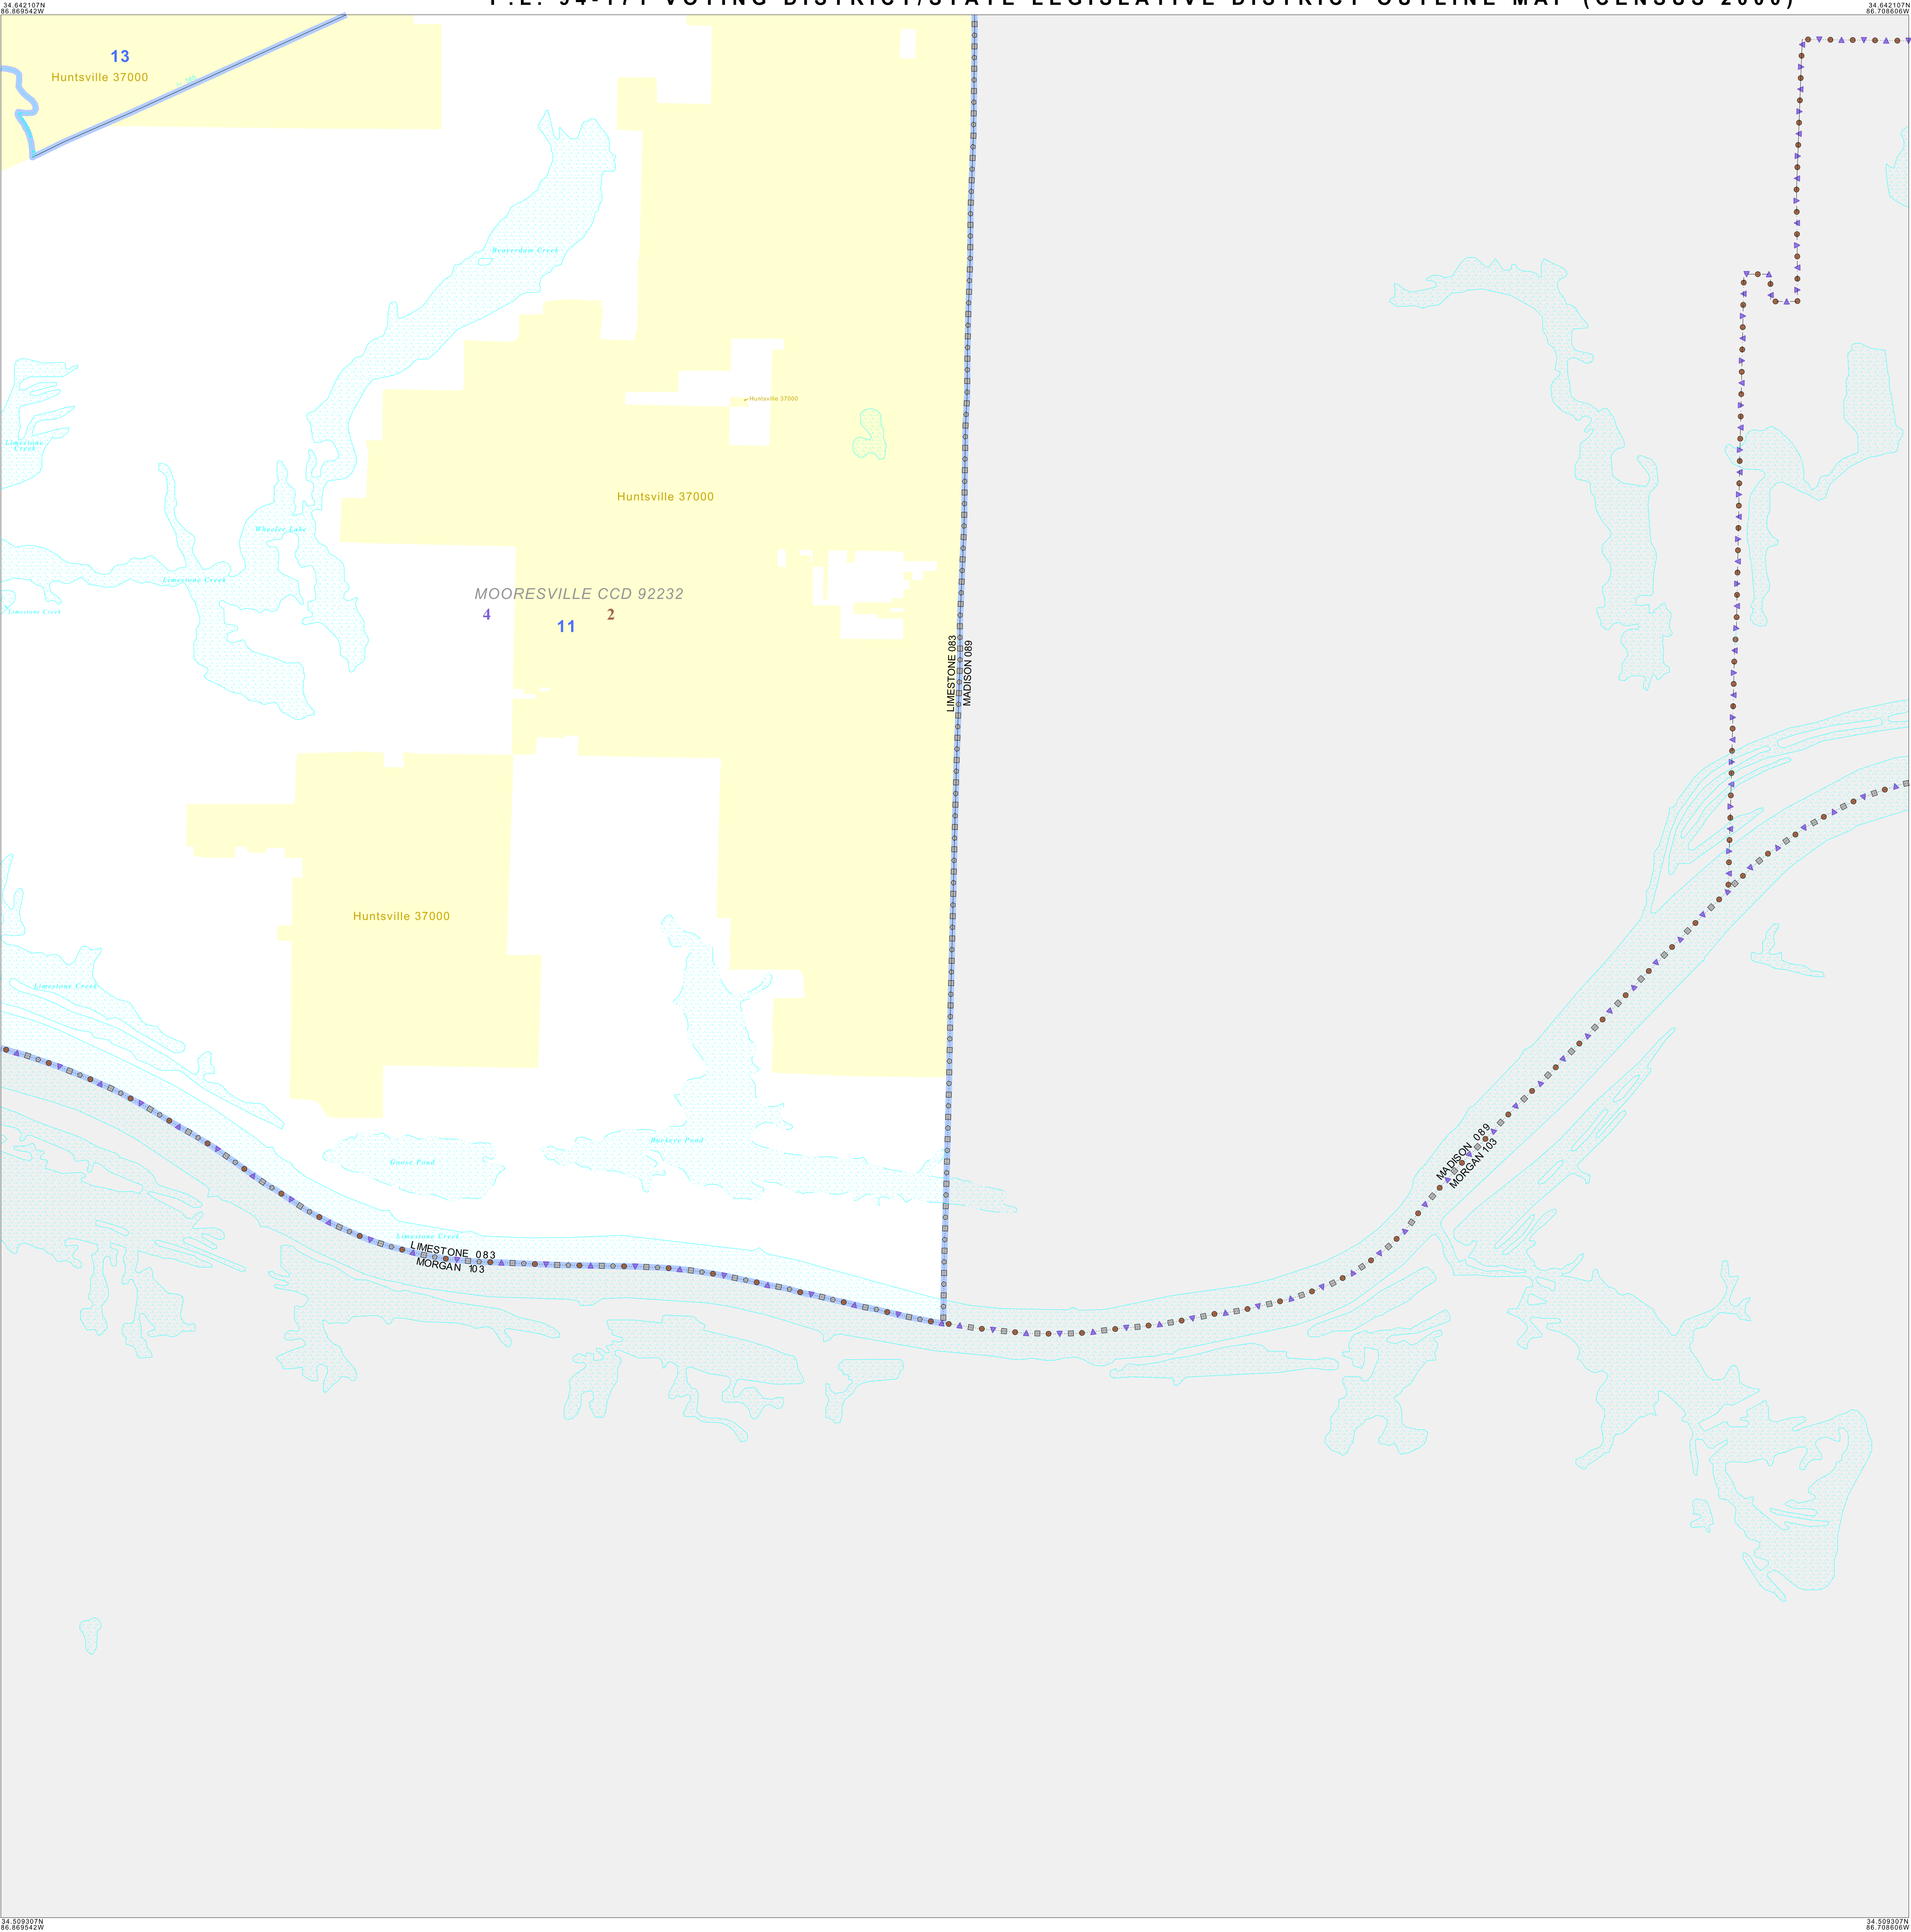 P.L. 94-171 VOTING DISTRICT/STATE LEGISLATIVE DISTRICT OUTLINE MAP (CENSUS 2000)
34.642107N
86.869542W
34.642107N
86.708606W
13
Huntsville 37000
Beaverdam Creek
Huntsville 37000
Limestone
Creek
Huntsville 37000
Wheeler Lake
Limestone Creek
Limestone Creek
MOORESVILLE CCD 92232
4
11
2
LIMESTONE 083
MADISON 089
Huntsville 37000
Limestone Creek
Buckeye Pond
Goose Pond
MADISON 089
MORGAN 103
Limestone Creek
LIMESTONE 083
MORGAN 103
34.509307N
86.869542W
34.509307N
86.708606W